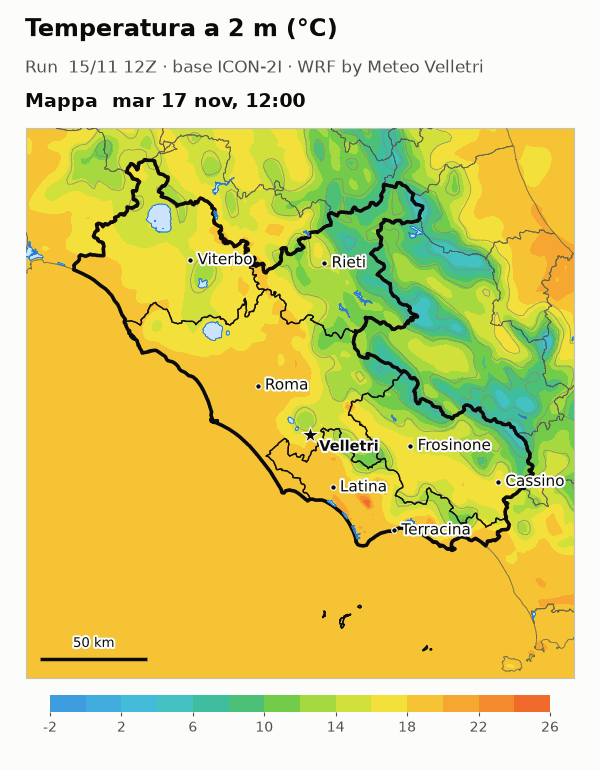 Temperatura a 2 m (°C)
Run  15/11 12Z · base ICON-2I · WRF by Meteo Velletri
Mappa  mar 17 nov, 12:00
Viterbo
Rieti
Roma
Velletri
Frosinone
Cassino
Latina
Terracina
50 km
-2 2 6 10 14 18 22 26